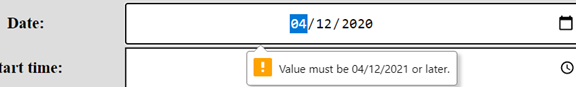 Date: 04/12/2020
Value must be 04/12/2021 or later.
tart time: